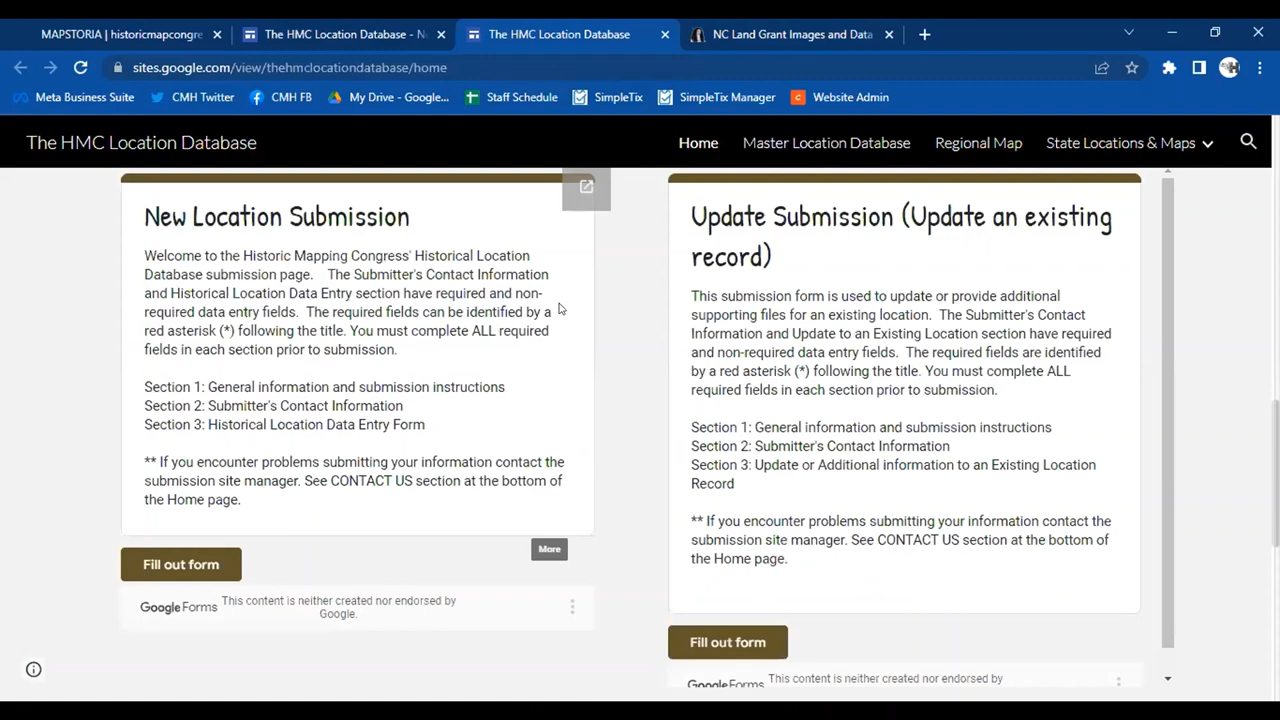 MAPSTORIA | historicmapcongre
The HMC Location Database - N
The HMC Location Database
NC Land Grant Images and Data
sites.google.com/view/thehmclocationdatabase/home
Meta Business Suite
CMH Twitter
CMH FB
My Drive - Google...
Staff Schedule
SimpleTix
SimpleTix Manager
Website Admin
The HMC Location Database
Home
Master Location Database
Regional Map
State Locations & Maps
New Location Submission
Welcome to the Historic Mapping Congress' Historical Location
Database submission page. The Submitter's Contact Information
and Historical Location Data Entry section have required and non-
required data entry fields. The required fields can be identified by a
red asterisk (*) following the title. You must complete ALL required
fields in each section prior to submission.
Section 1: General information and submission instructions
Section 2: Submitter's Contact Information
Section 3: Historical Location Data Entry Form
** If you encounter problems submitting your information contact the
submission site manager. See CONTACT US section at the bottom of
the Home page.
More
Fill out form
Google Forms
This content is neither created nor endorsed by
Google.
Update Submission (Update an existing
record)
This submission form is used to update or provide additional
supporting files for an existing location. The Submitter's Contact
Information and Update to an Existing Location section have required
and non-required data entry fields. The required fields are identified
by a red asterisk (*) following the title. You must complete ALL
required fields in each section prior to submission.
Section 1: General information and submission instructions
Section 2: Submitter's Contact Information
Section 3: Update or Additional information to an Existing Location
Record
** If you encounter problems submitting your information contact the
submission site manager. See CONTACT US section at the bottom of
the Home page.
Fill out form
Google Forms
This content is neither created nor endorsed by